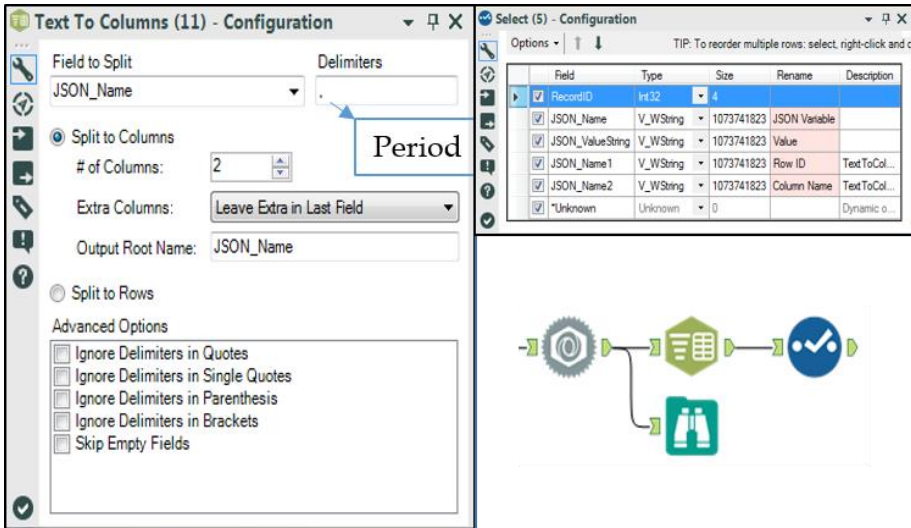 Text To Columns (11) - Configuration
Field to Split
Delimiters
JSON_Name
.
Period
Split to Columns
# of Columns:
2
Extra Columns:
Leave Extra in Last Field
Output Root Name:
JSON_Name
Split to Rows
Advanced Options
Ignore Delimiters in Quotes
Ignore Delimiters in Single Quotes
Ignore Delimiters in Parenthesis
Ignore Delimiters in Brackets
Skip Empty Fields
Select (5) - Configuration
Options
TIP: To reorder multiple rows: select, right-click and
Field Type Size Rename Description
RecordID Int32 4
JSON_Name V_WString 1073741823 JSON Variable
JSON_ValueString V_WString 1073741823 Value
JSON_Name1 V_WString 1073741823 Row ID TextToCol...
JSON_Name2 V_WString 1073741823 Column Name TextToCol...
*Unknown Unknown 0 Dynamic o...